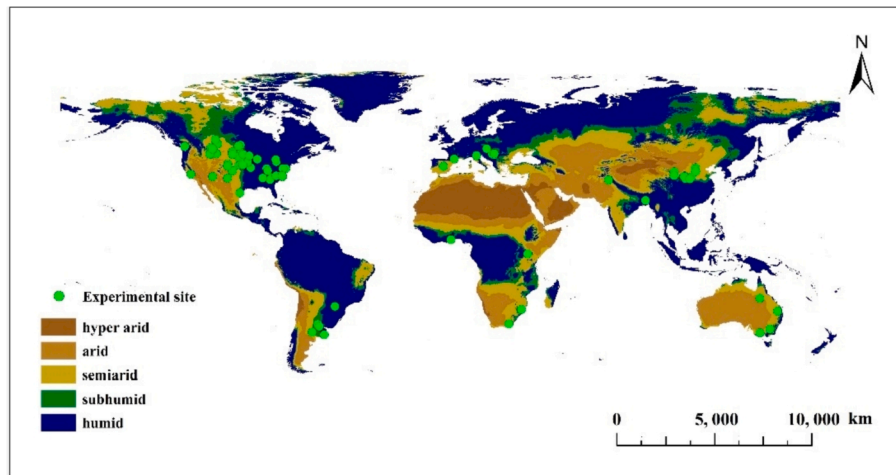 N
Experimental site
hyper arid
arid
semiarid
subhumid
humid
0 5, 000 10, 000 km